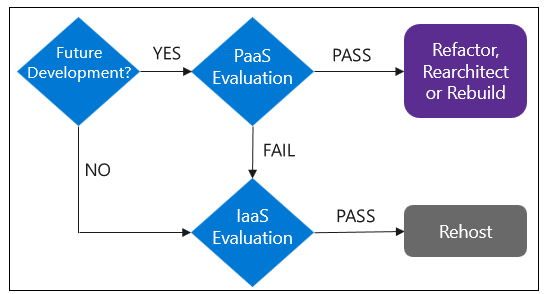 Future
Development?
YES
PaaS
Evaluation
PASS
Refactor,
Rearchitect
or Rebuild
FAIL
NO
IaaS
Evaluation
PASS
Rehost